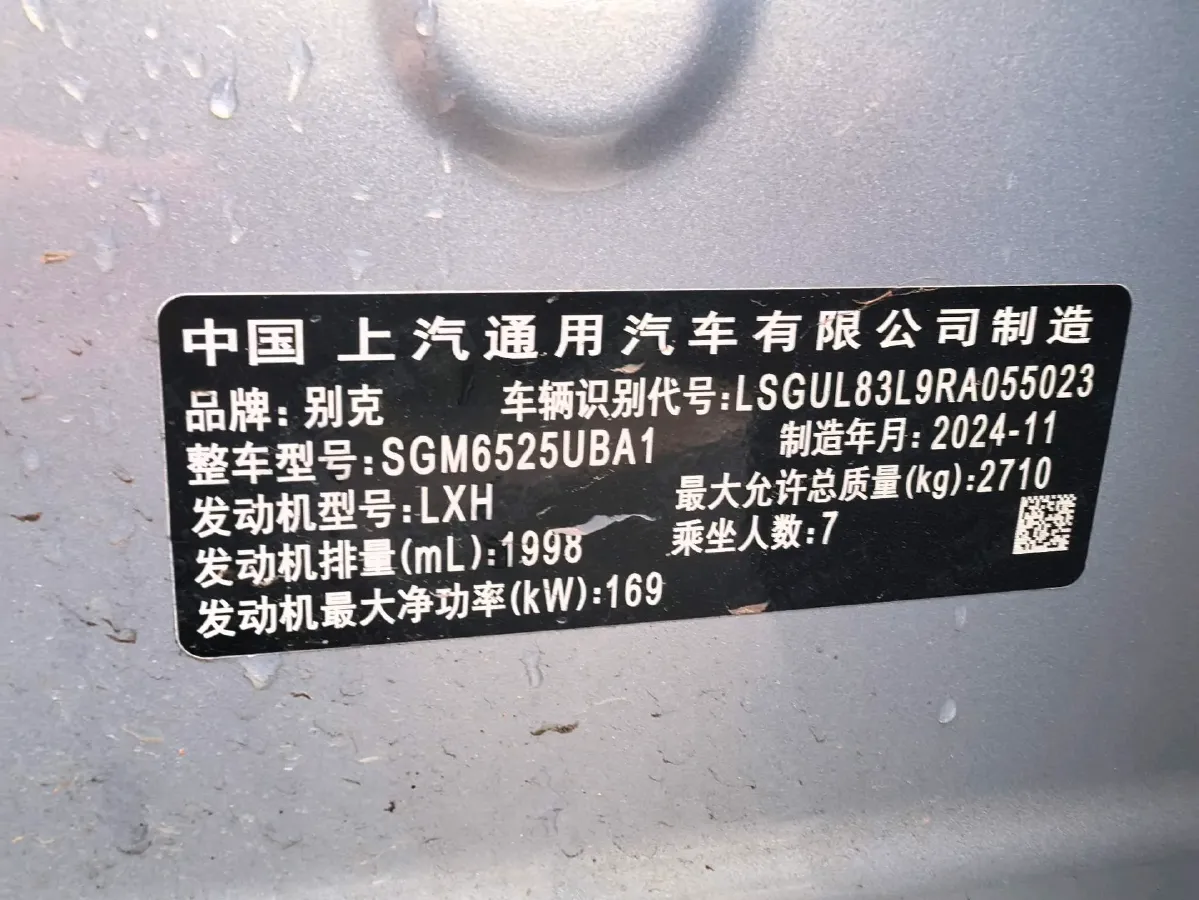 中国 上汽通用汽车有限公司制造
品牌: 别克 车辆识别代号:LSGUL83L9RA055023
整车型号:SGM6525UBA1 制造年月: 2024-11
发动机型号:LXH 最大允许总质量(kg):2710
发动机排量(mL):1998 乘坐人数:7
发动机最大净功率(kW):169